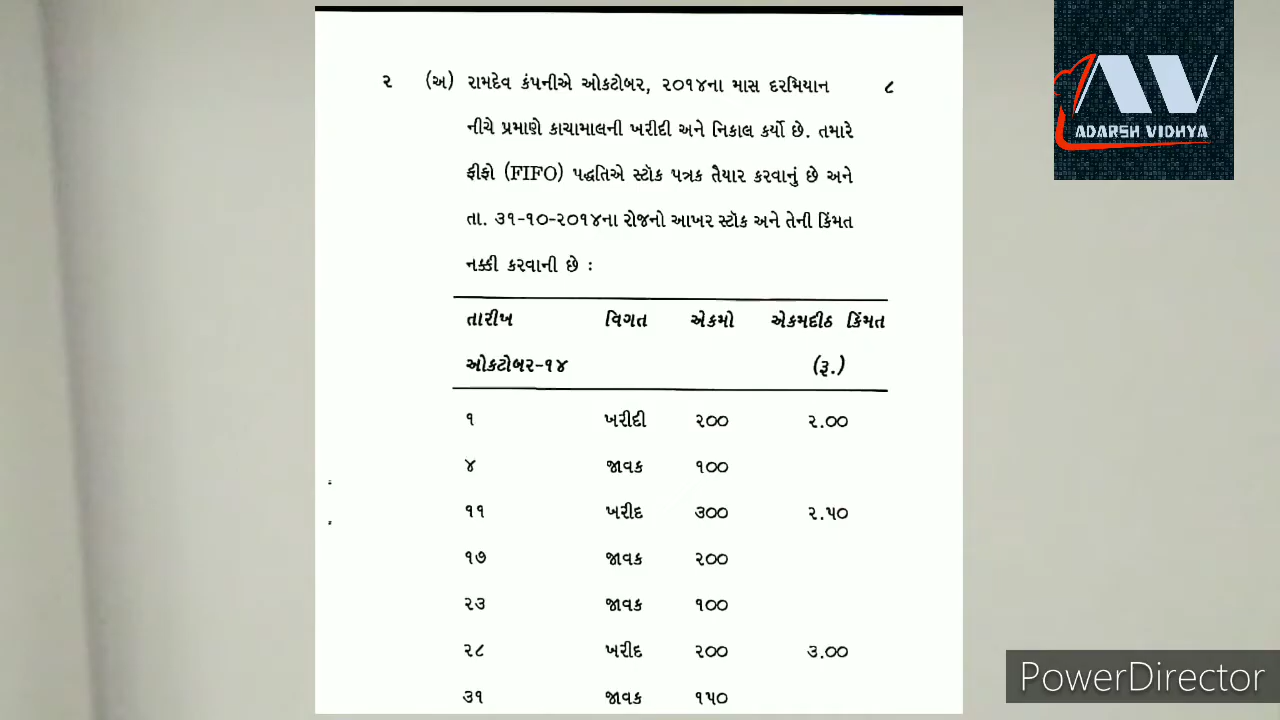 AV
ADARSH VIDHYA
૨ (અ) રામદેવ કંપનીએ ઓકટોબર, ૨૦૧૪ના માસ દરમિયાન ૮
નીચે પ્રમાણે કાચામાલની ખરીદી અને નિકાલ કર્યો છે. તમારે
ફીફો (FIFO) પદ્ધતિએ સ્ટૉક પત્રક તૈયાર કરવાનું છે અને
તા. ૩૧-૧૦-૨૦૧૪ના રોજનો આખર સ્ટૉક અને તેની કિંમત
નક્કી કરવાની છે :
તારીખ વિગત એકમો એકમદીઠ કિંમત
ઓકટોબર-૧૪ (રૂ.)
૧ ખરીદી ૨૦૦ ૨.૦૦
૪ જાવક ૧૦૦
૧૧ ખરીદ ૩૦૦ ૨.૫૦
૧૭ જાવક ૨૦૦
૨૩ જાવક ૧૦૦
૨૮ ખરીદ ૨૦૦ ૩.૦૦
૩૧ જાવક ૧૫૦
PowerDirector